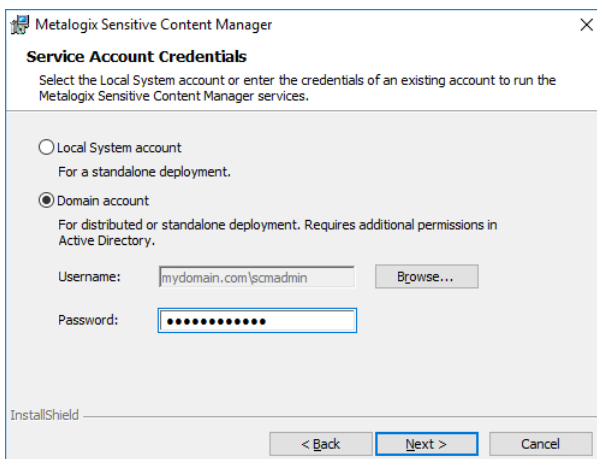 Metalogix Sensitive Content Manager
Service Account Credentials
Select the Local System account or enter the credentials of an existing account to run the
Metalogix Sensitive Content Manager services.
Local System account
For a standalone deployment.
Domain account
For distributed or standalone deployment. Requires additional permissions in
Active Directory.
Username: mydomain.com\scmadmin Browse...
Password: ●●●●●●●●●●●●
InstallShield
< Back Next > Cancel